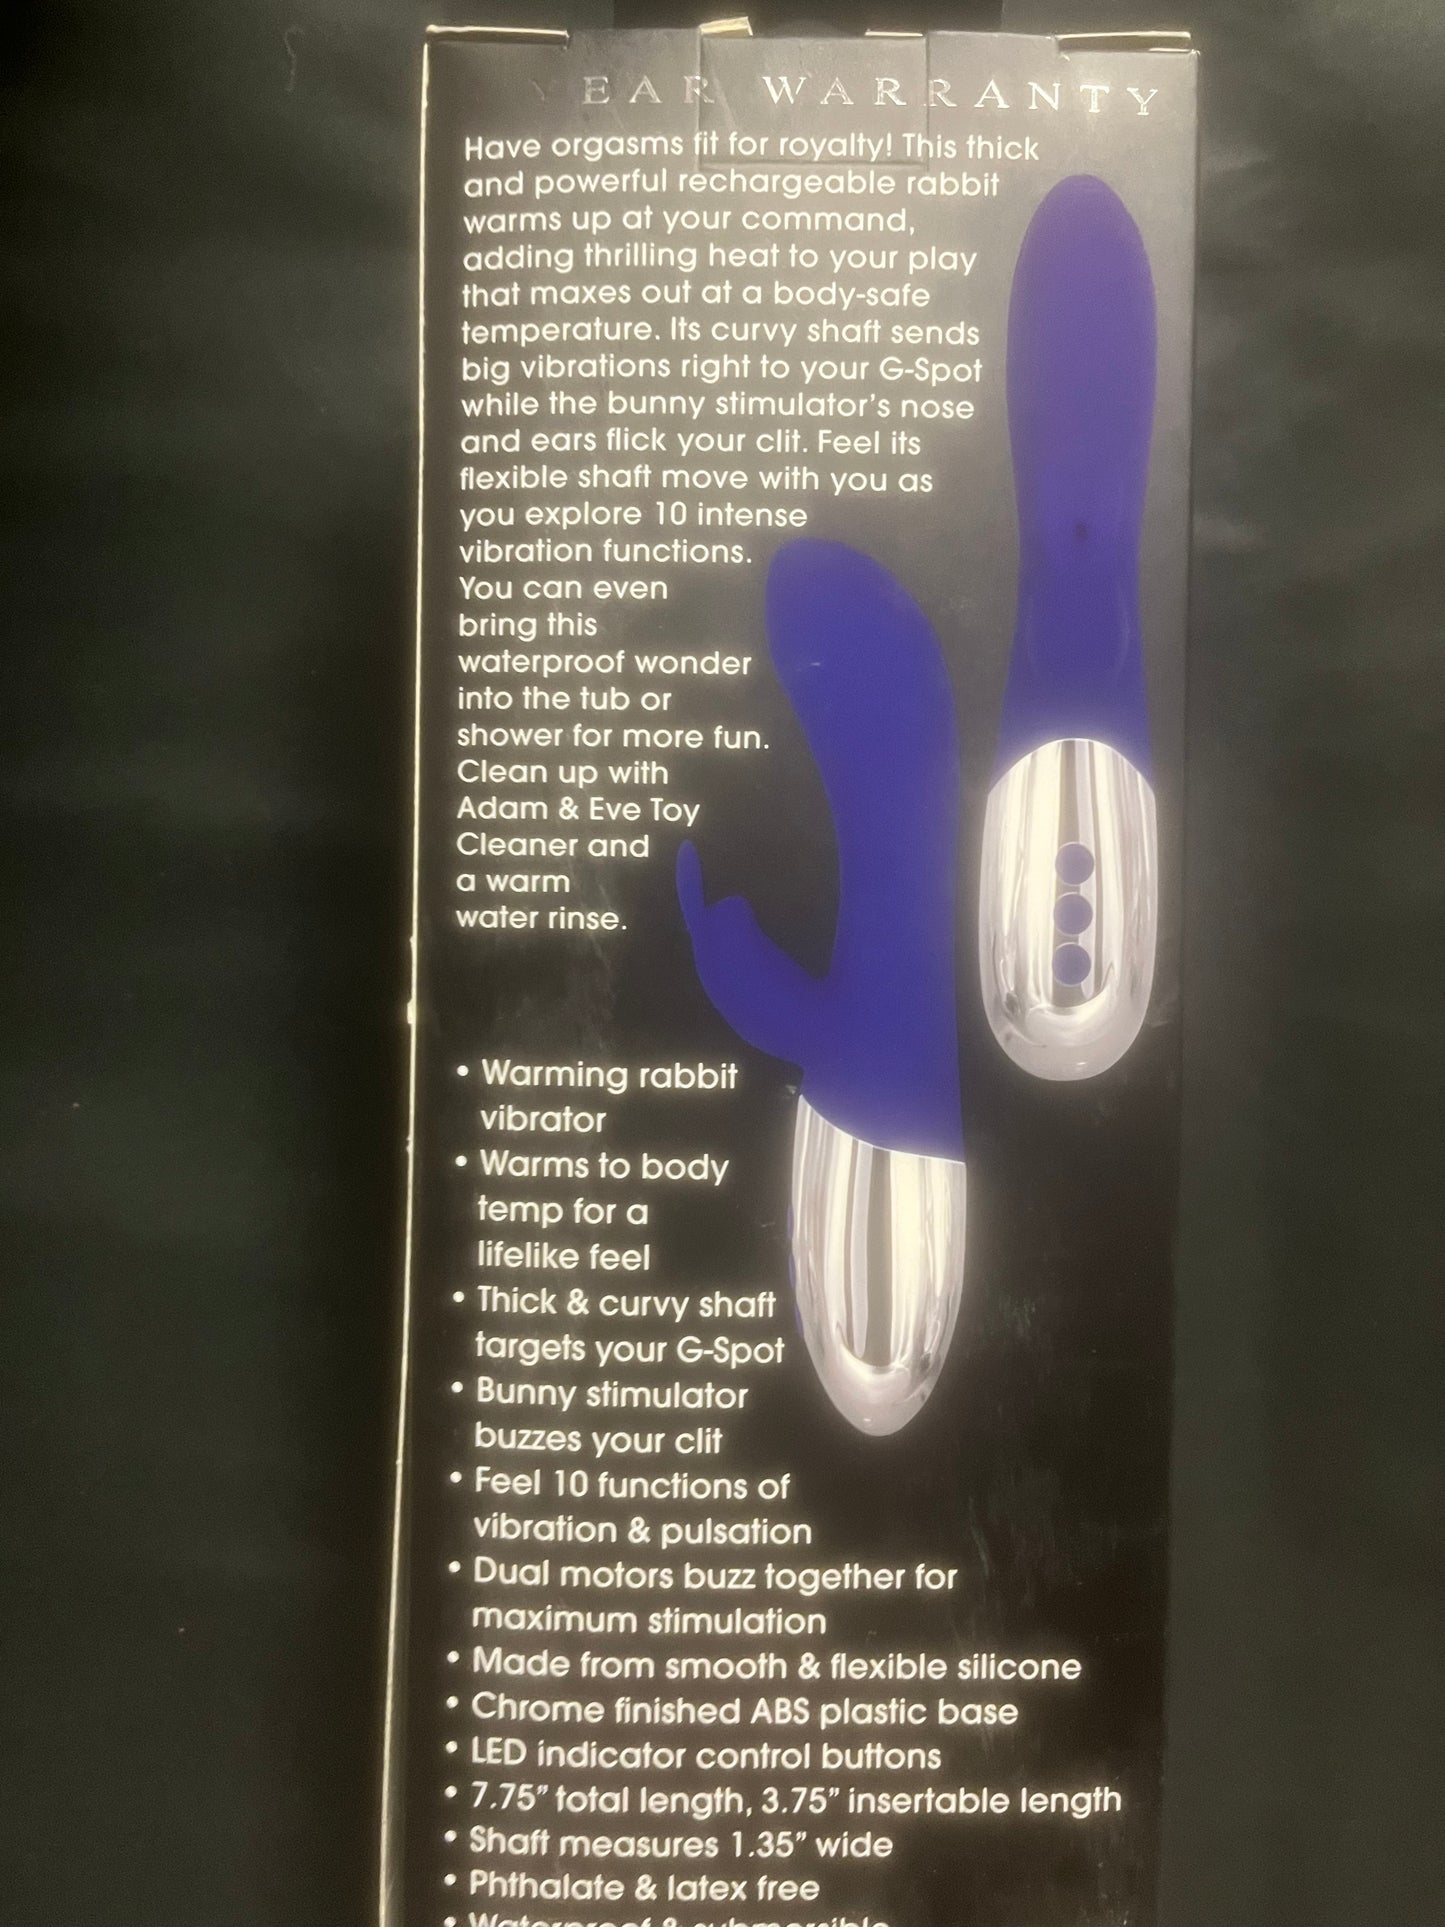 YEAR WARRANTY
Have orgasms fit for royalty! This thick
and powerful rechargeable rabbit
warms up at your command,
adding thrilling heat to your play
that maxes out at a body-safe
temperature. Its curvy shaft sends
big vibrations right to your G-Spot
while the bunny stimulator's nose
and ears flick your clit. Feel its
flexible shaft move with you as
you explore 10 intense
vibration functions.
You can even
bring this
waterproof wonder
into the tub or
shower for more fun.
Clean up with
Adam & Eve Toy
Cleaner and
a warm
water rinse.
• Warming rabbit
vibrator
• Warms to body
temp for a
lifelike feel
• Thick & curvy shaft
targets your G-Spot
• Bunny stimulator
buzzes your clit
• Feel 10 functions of
vibration & pulsation
• Dual motors buzz together for
maximum stimulation
• Made from smooth & flexible silicone
• Chrome finished ABS plastic base
• LED indicator control buttons
• 7.75" total length, 3.75" insertable length
• Shaft measures 1.35" wide
• Phthalate & latex free
• Waterproof & submersible